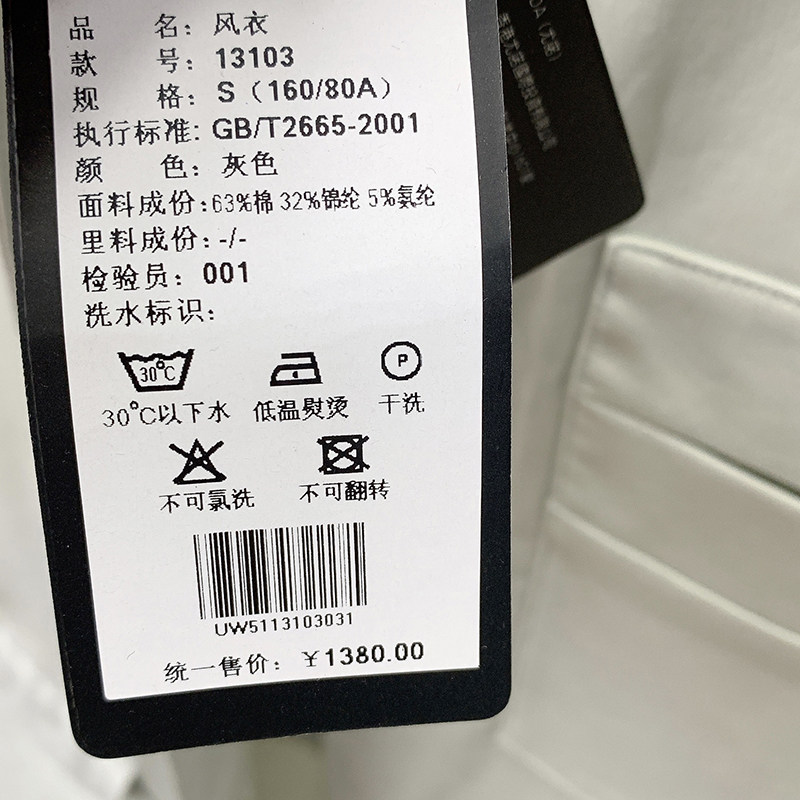 品 名：风衣
款 号：13103
规 格：S（160/80A）
执行标准：GB/T2665-2001
颜 色：灰色
面料成份：63%棉 32%锦纶 5%氨纶
里料成份：-/-
检验员：001
洗水标识：
30°C
P
30°C以下水 低温熨烫 干洗
不可氯洗 不可翻转
UW5113103031
统一售价：¥1380.00